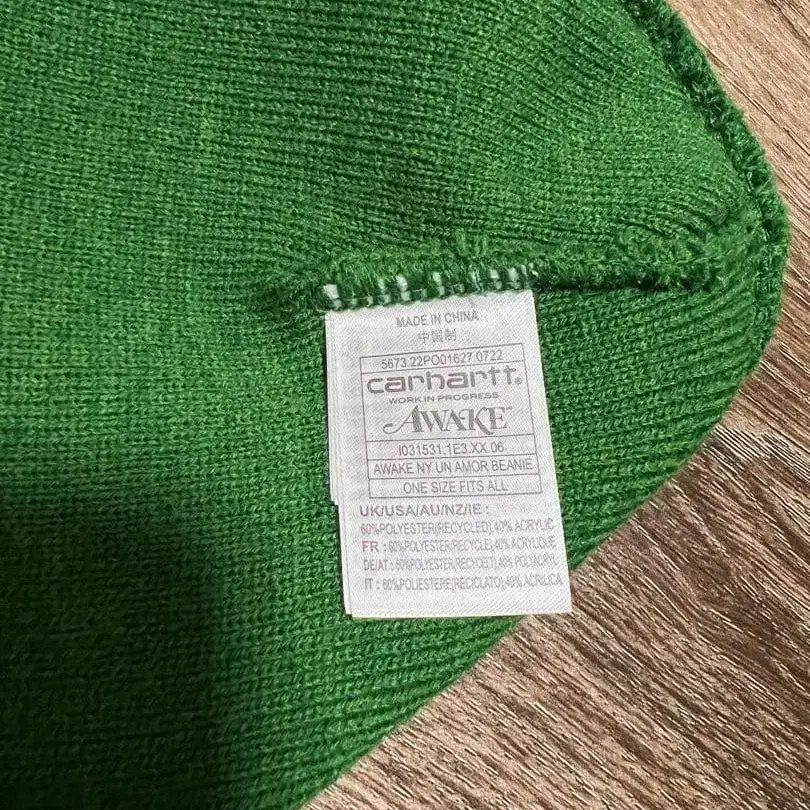 MADE IN CHINA
中国制
5673.22PO01627 0722
carhartt®
WORK IN PROGRESS
AWAKE™
I031531.1E3.XX.06
AWAKE NY UN AMOR BEANIE
ONE SIZE FITS ALL
UK/USA/AU/NZ/IE :
60%POLYESTER(RECYCLED),40% ACRYLIC
FR : 60%POLYESTER(RECYCLE),40% ACRYLIQUE
DE/AT : 60%POLYESTER(RECYCELT),40% POLYACRYL
IT : 60%POLIESTERE(RICICLATO),40% ACRILICA